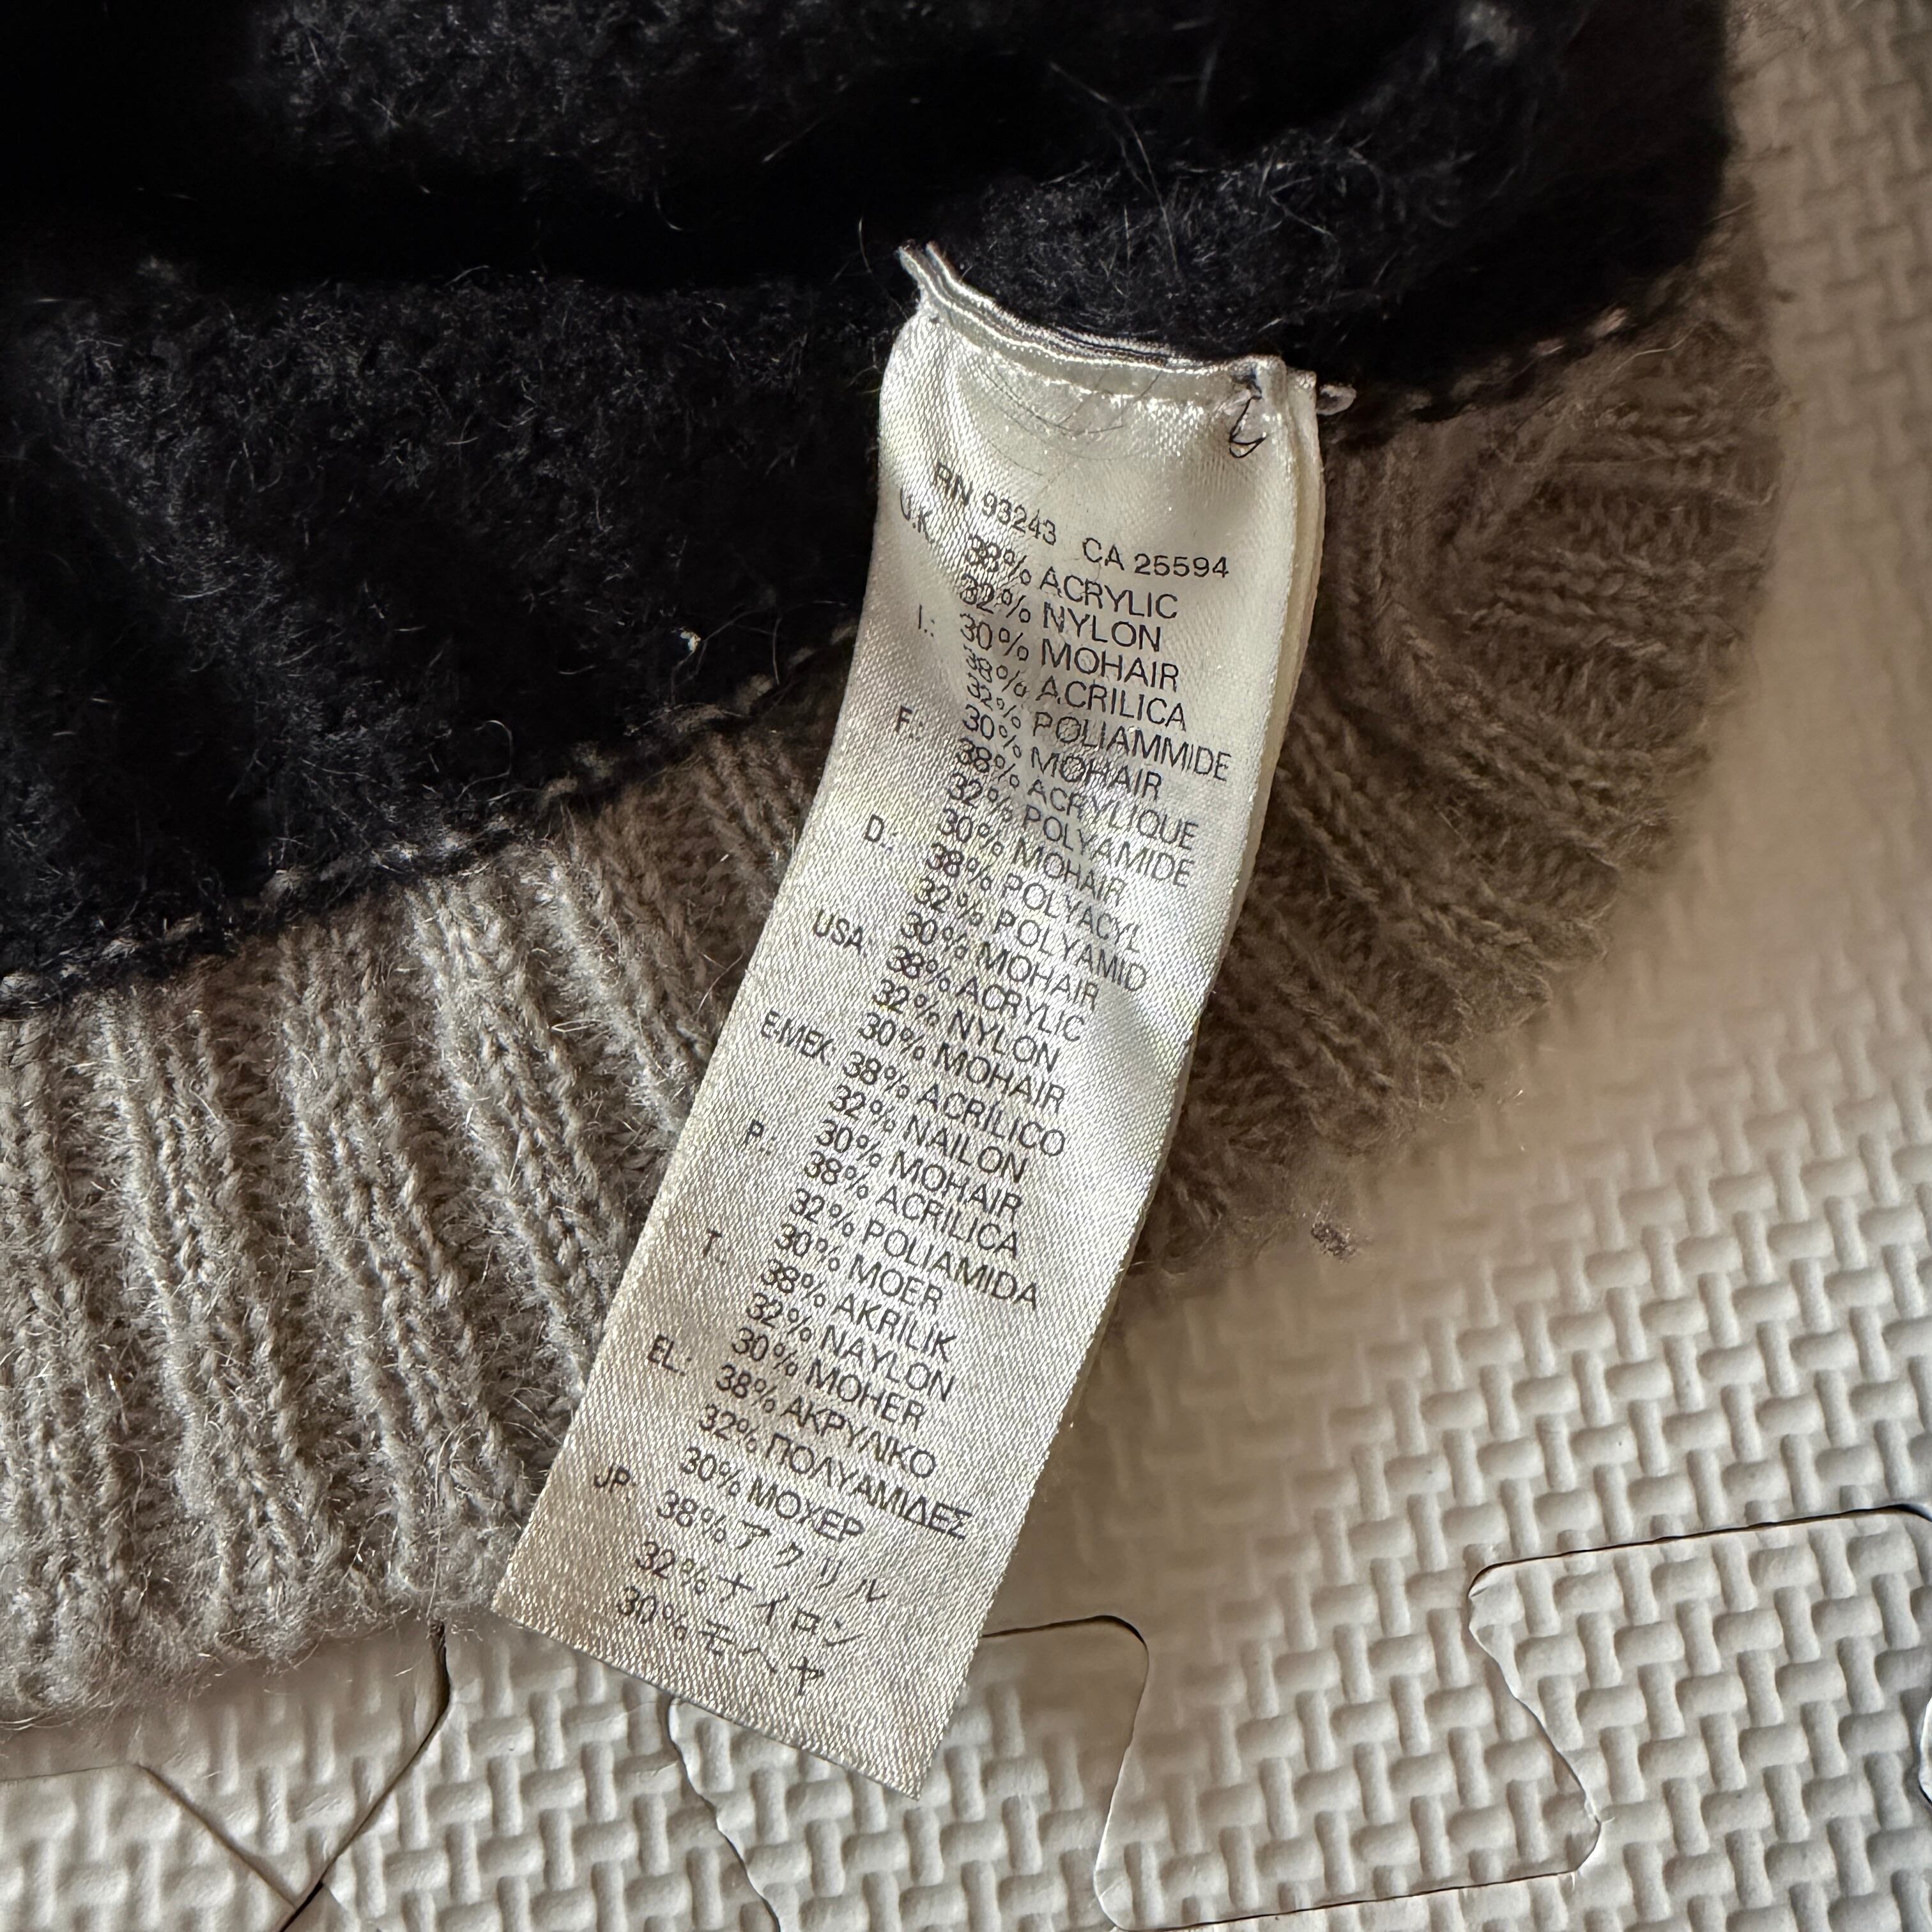 RN 93243 CA 25594
U.K. 38% ACRYLIC
32% NYLON
30% MOHAIR
I.: 38% ACRILICA
32% POLIAMMIDE
30% MOHAIR
F.: 38% ACRYLIQUE
32% POLYAMIDE
30% MOHAIR
D.: 38% POLYACYL
32% POLYAMID
30% MOHAIR
USA: 38% ACRYLIC
32% NYLON
30% MOHAIR
E.MEX: 38% ACRÍLICO
32% NAILON
30% MOHAIR
P.: 38% ACRILICA
32% POLIAMIDA
30% MOER
T.: 38% AKRILIK
32% NAYLON
30% MOHER
EL.: 38% ΑΚΡΥΛΙΚΟ
32% ΠΟΛΥΑΜΙΔΕΣ
30% ΜΟΥΕΡ
JP: 38% アクリル
32% ナイロン
30% モヘヤ